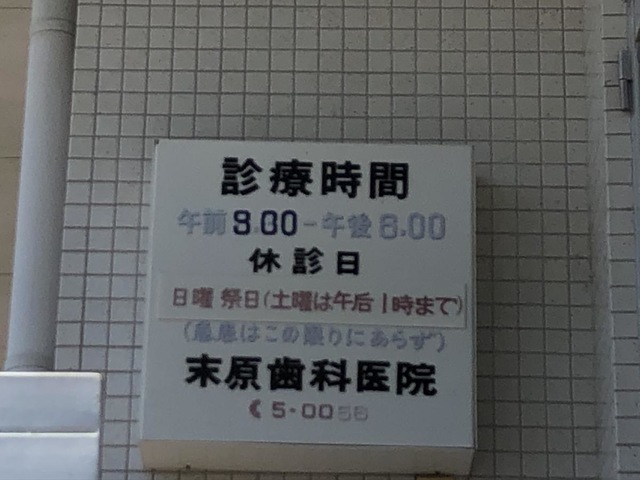 診療時間
午前9.00-午後6.00
休診日
日曜 祭日(土曜は午后1時まで)
(急患はこの限りにあらず)
末原歯科医院
☾5-0056